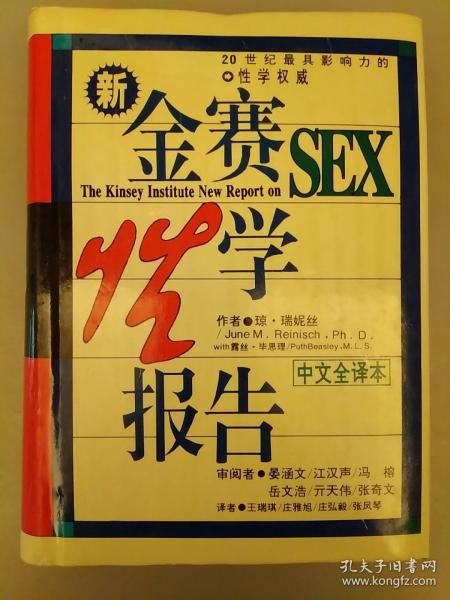 20世纪最具影响力的
性学权威
新
金赛
The Kinsey Institute New Report on SEX
性学
作者 琼·瑞妮丝
/June M. Reinisch, Ph. D.
with 露丝·毕思理/PuthBeasley, M. L. S.
中文全译本
报告
审阅者●晏涵文/江汉声/冯榕
岳文浩/亓天伟/张奇文
译者●王瑞琪/庄雅旭/庄弘毅/张凤琴
孔夫子旧书网
www.kongfz.com